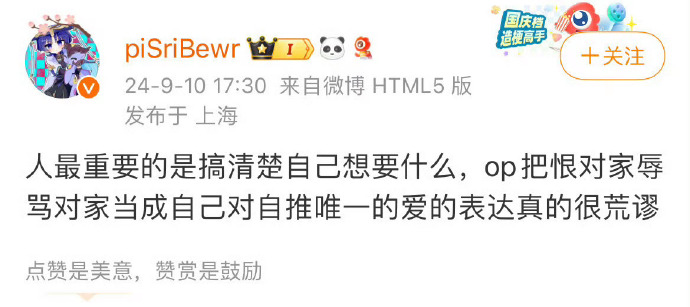 国庆档
造梗高手
piSriBewr I
+关注
24-9-10 17:30 来自微博 HTML5 版
发布于 上海
人最重要的是搞清楚自己想要什么，op把恨对家辱
骂对家当成自己对自推唯一的爱的表达真的很荒谬
点赞是美意，赞赏是鼓励